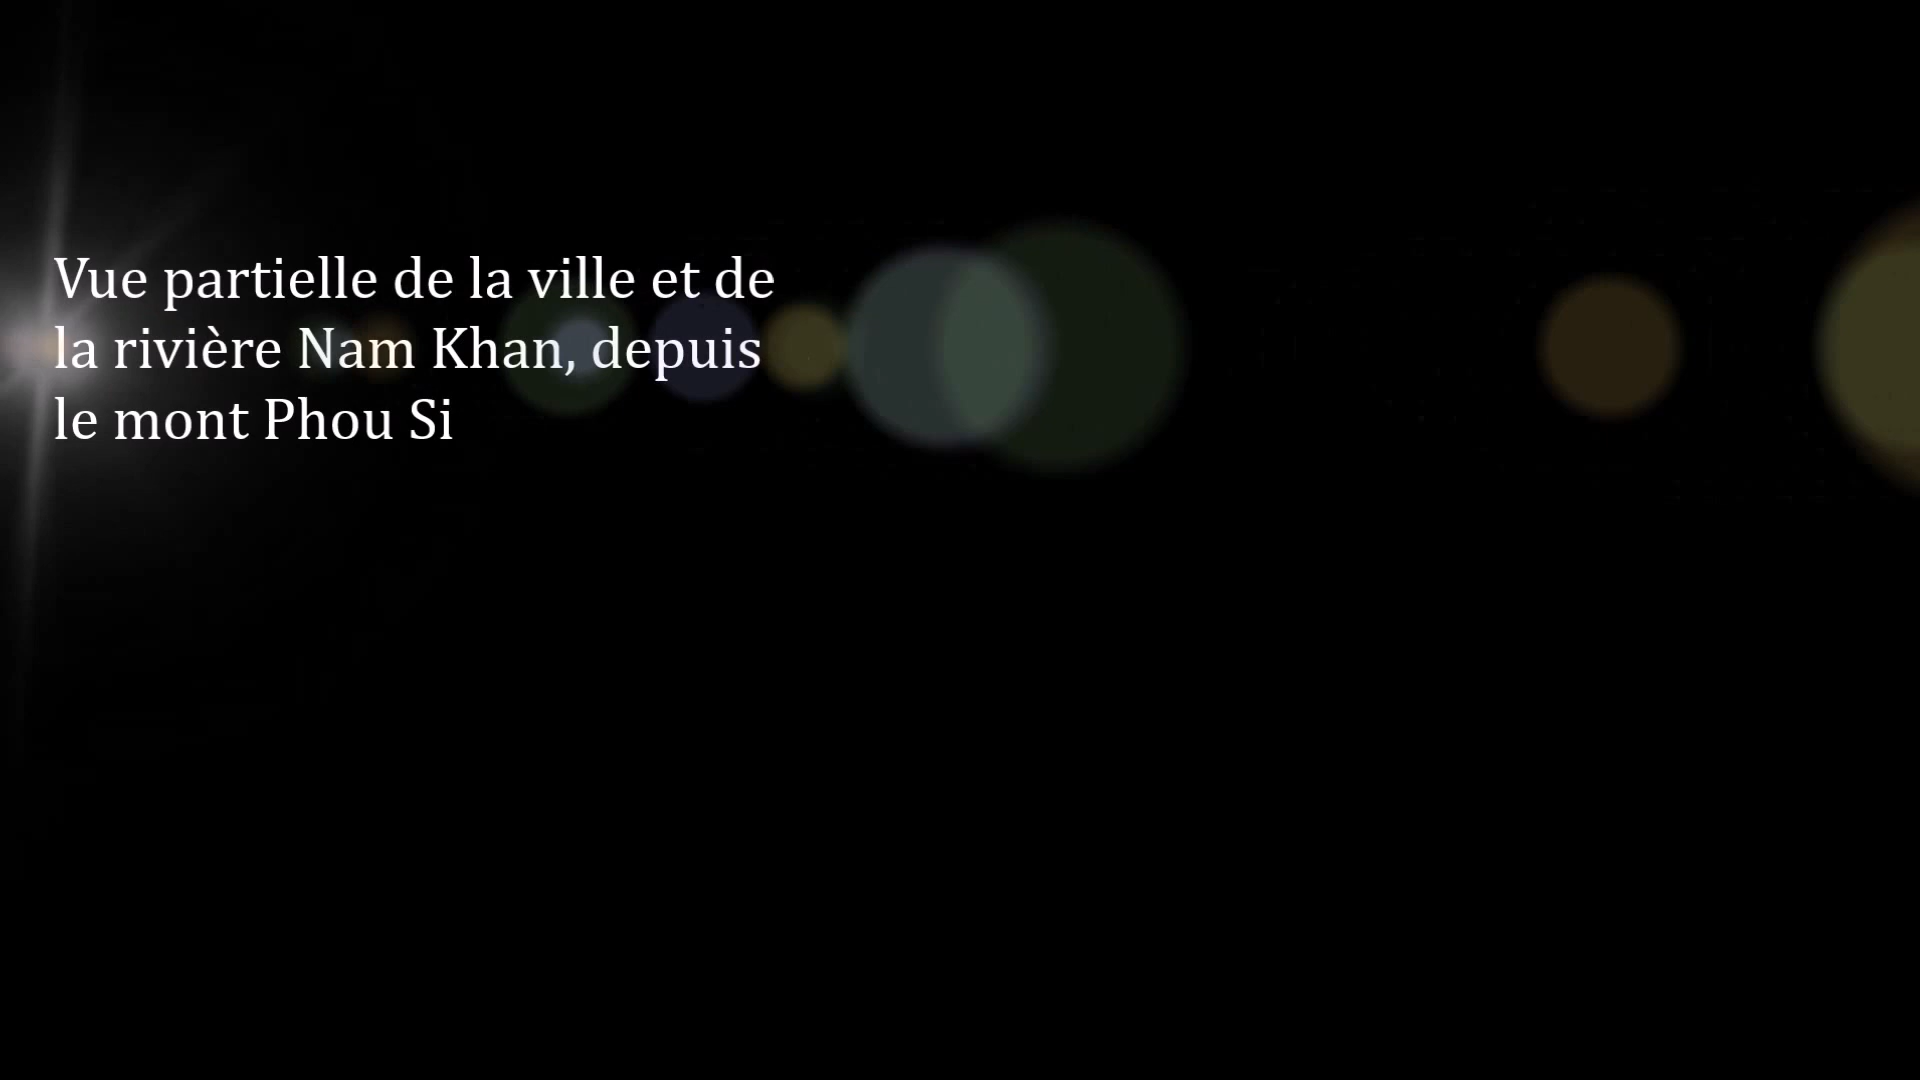 Vue partielle de la ville et de
la rivière Nam Khan, depuis
le mont Phou Si